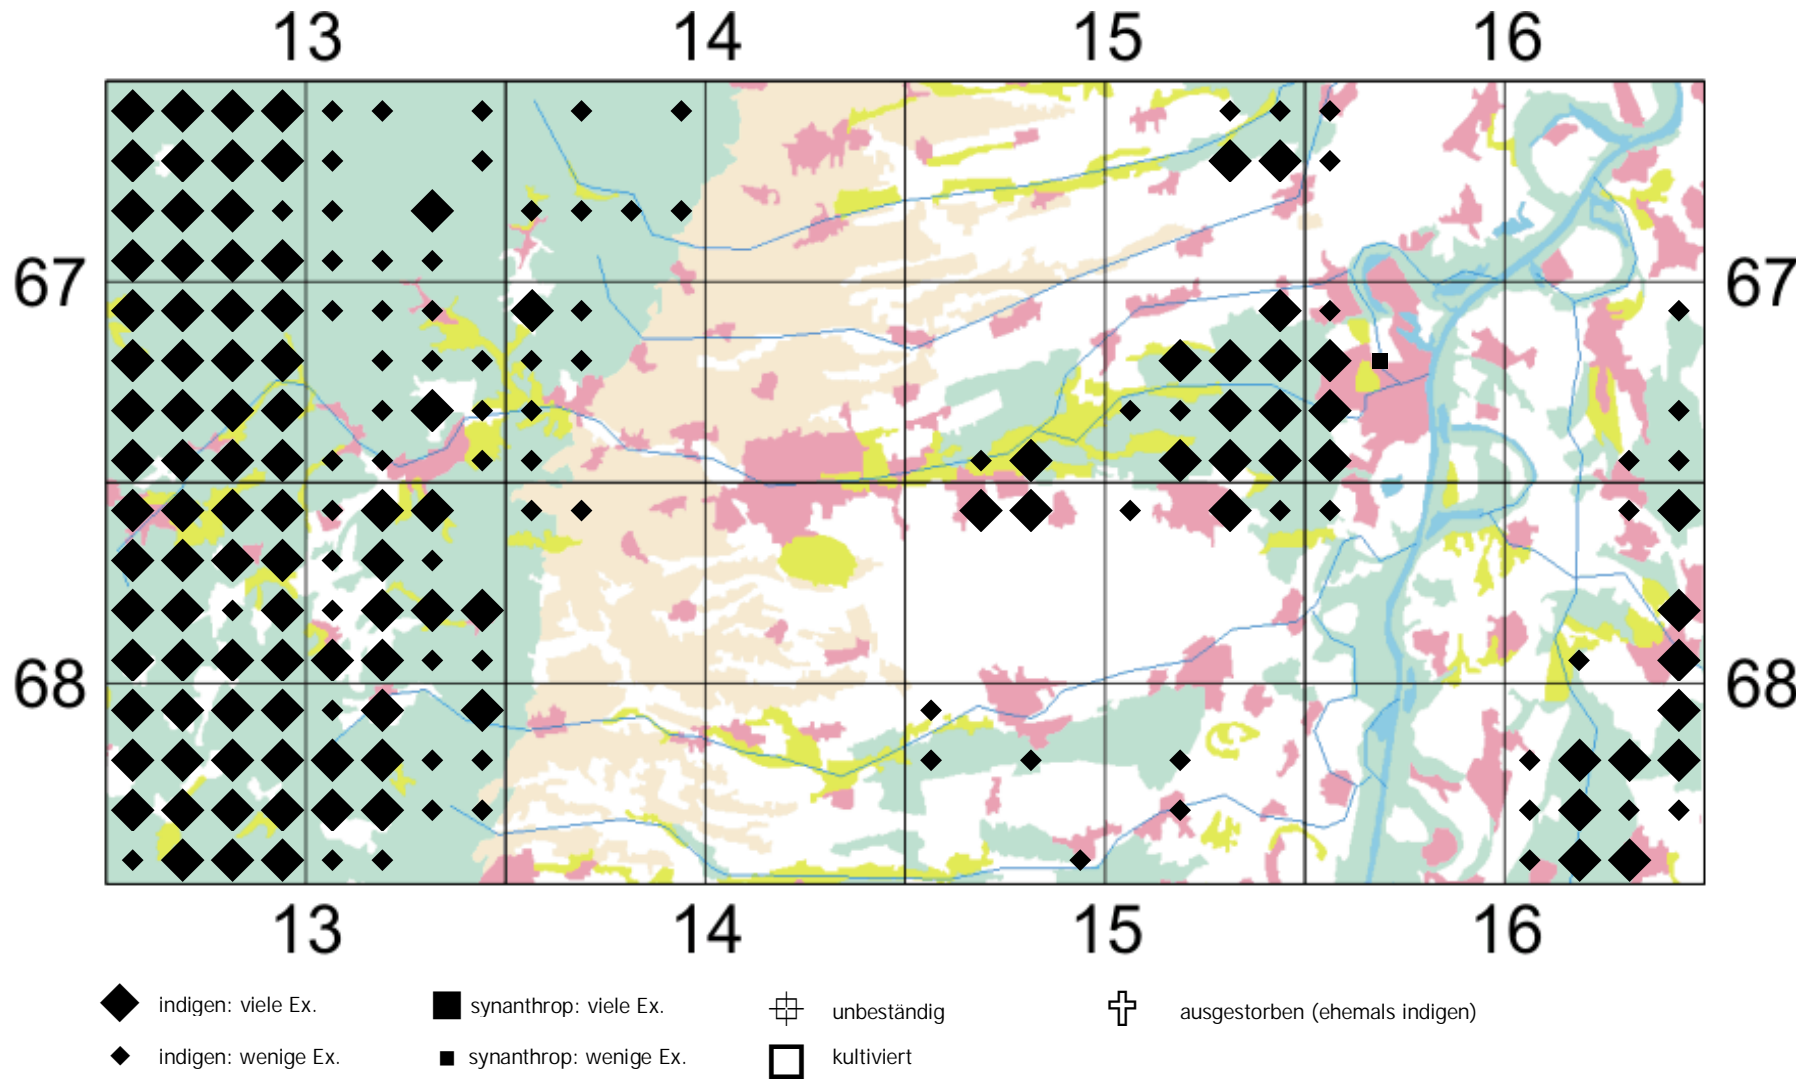 13 14 15 16
67 67
68 68
13 14 15 16
indigen: viele Ex. synanthrop: viele Ex. unbeständig ausgestorben (ehemals indigen)
indigen: wenige Ex. synanthrop: wenige Ex. kultiviert